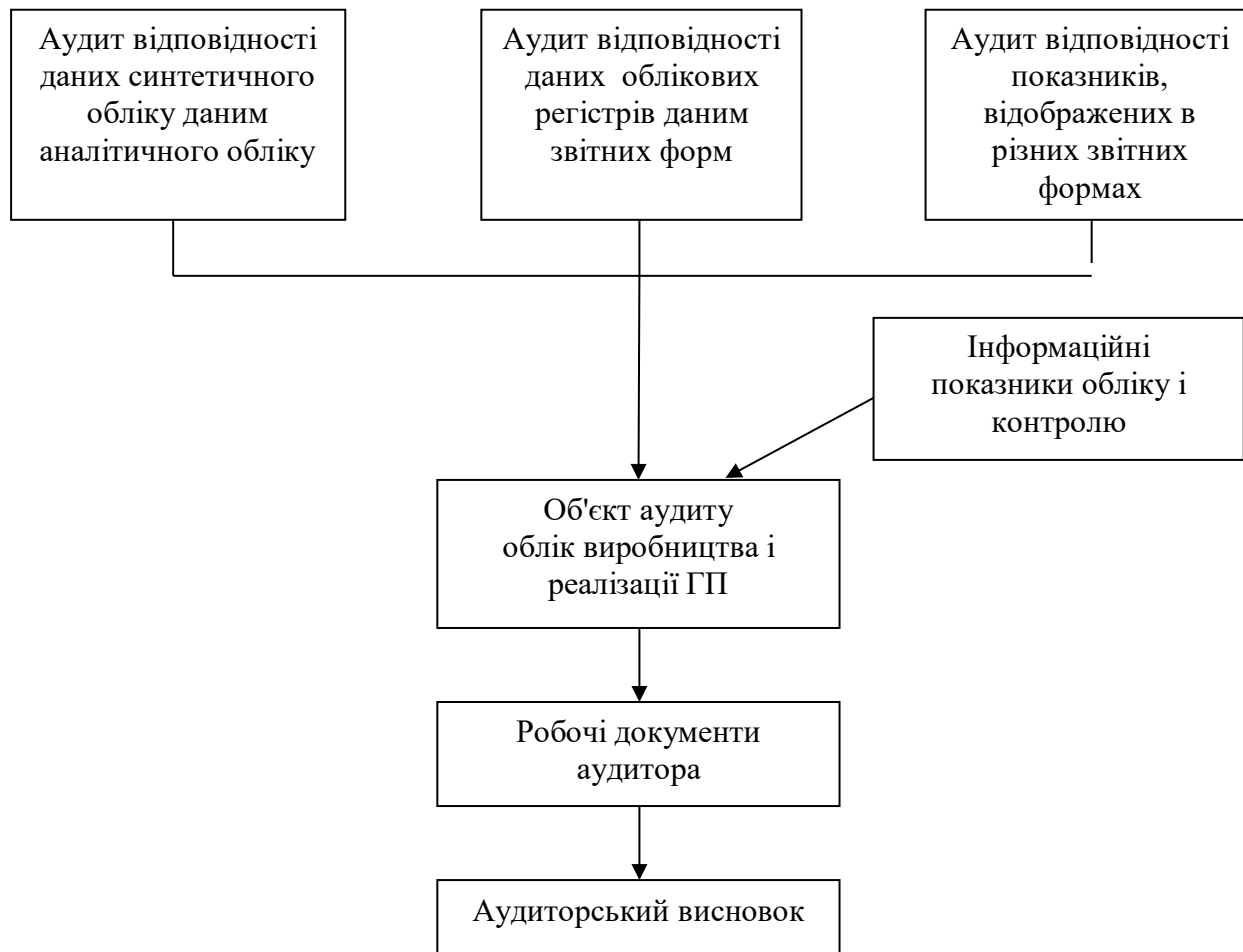 Аудит відповідності
даних синтетичного
обліку даним
аналітичного обліку
Аудит відповідності
даних облікових
регістрів даним
звітних форм
Аудит відповідності
показників,
відображених в
різних звітних
формах
Інформаційні
показники обліку і
контролю
Об'єкт аудиту
облік виробництва і
реалізації ГП
Робочі документи
аудитора
Аудиторський висновок